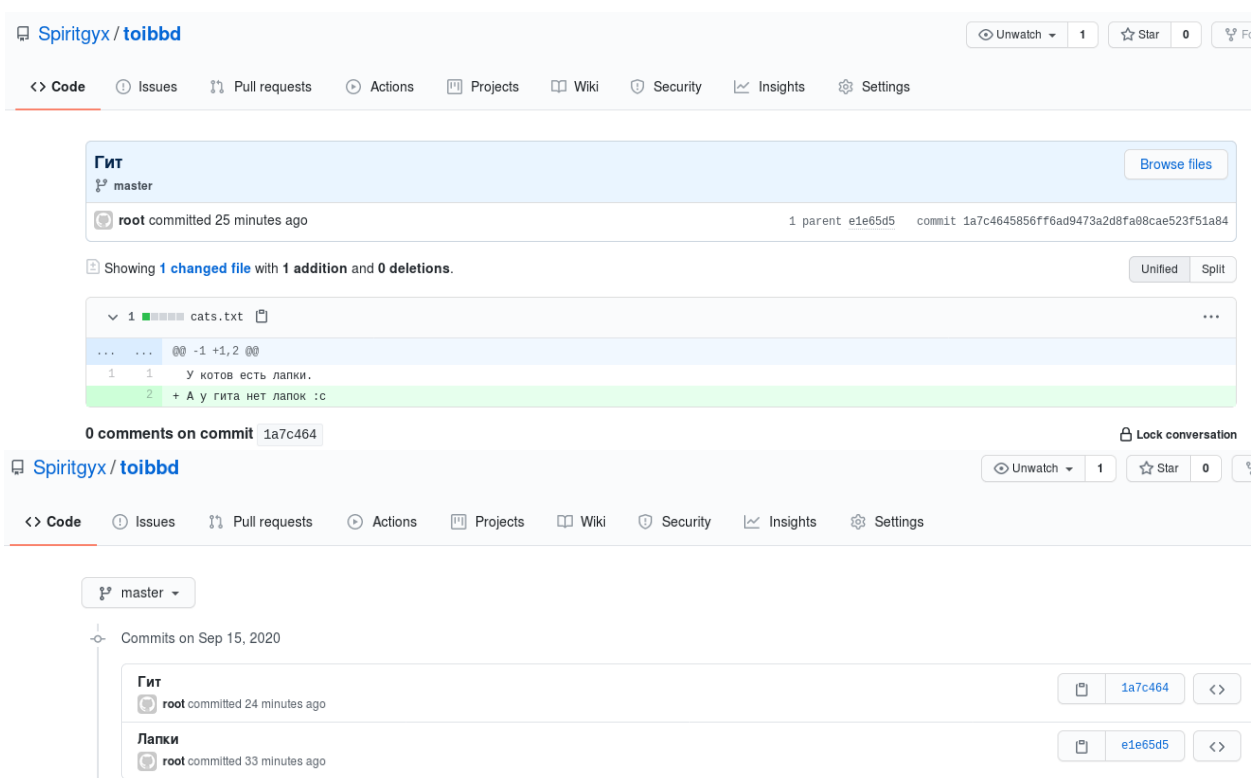 Spiritgyx / toibbd
Unwatch 1 Star 0
Code Issues Pull requests Actions Projects Wiki Security Insights Settings
Гит Browse files
master
root committed 25 minutes ago 1 parent e1e65d5 commit 1a7c4645856ff6ad9473a2d8fa08cae523f51a84
Showing 1 changed file with 1 addition and 0 deletions. Unified Split
1 cats.txt ...
... ... @@ -1 +1,2 @@
1 1 У котов есть лапки.
2 + А у гита нет лапок :с
0 comments on commit 1a7c464 Lock conversation
Spiritgyx / toibbd
Unwatch 1 Star 0
Code Issues Pull requests Actions Projects Wiki Security Insights Settings
master
Commits on Sep 15, 2020
Гит 1a7c464
root committed 24 minutes ago
Лапки e1e65d5
root committed 33 minutes ago